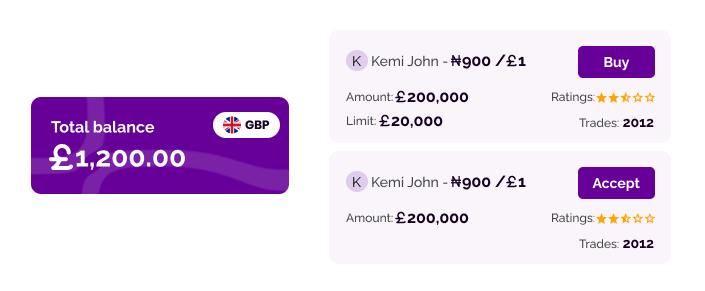 Total balance
GBP
£1,200.00
K Kemi John - ₦900 /£1
Buy
Amount: £200,000
Ratings:
Limit: £20,000
Trades: 2012
K Kemi John - ₦900 /£1
Accept
Amount: £200,000
Ratings:
Trades: 2012